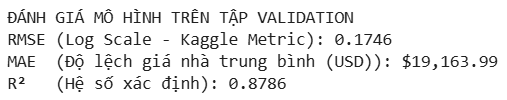 ĐÁNH GIÁ MÔ HÌNH TRÊN TẬP VALIDATION
RMSE (Log Scale - Kaggle Metric): 0.1746
MAE  (Độ lệch giá nhà trung bình (USD)): $19,163.99
R²   (Hệ số xác định): 0.8786